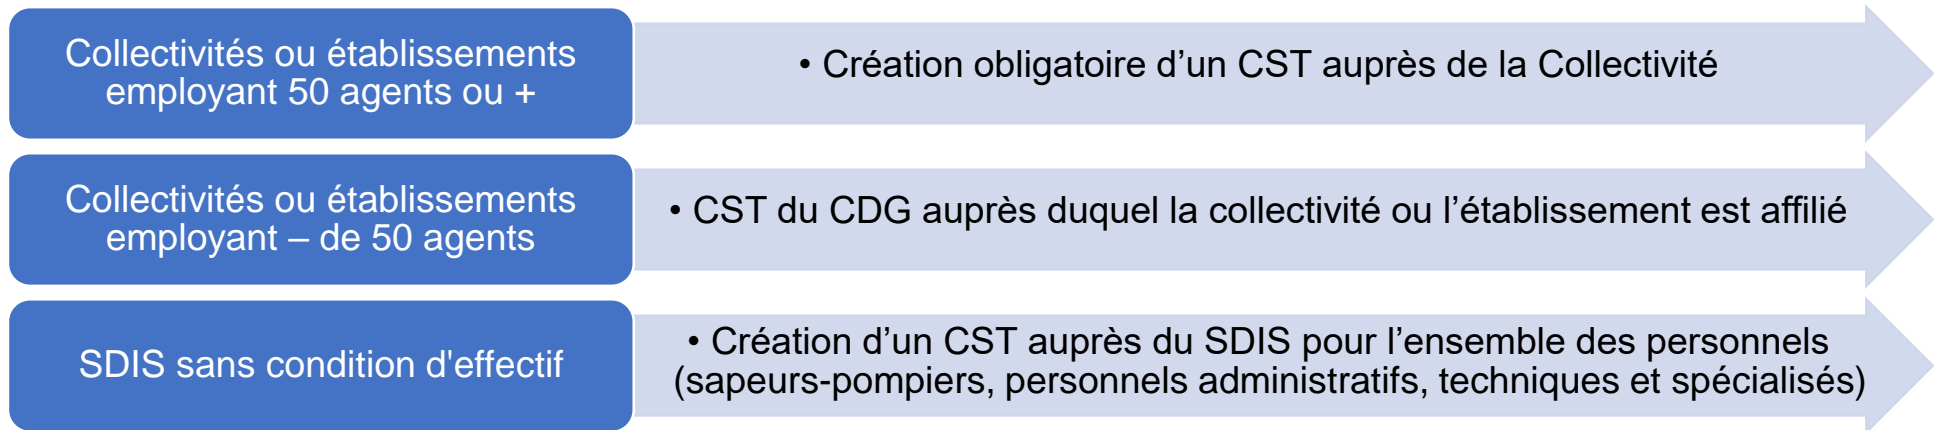 Collectivités ou établissements
employant 50 agents ou +
• Création obligatoire d’un CST auprès de la Collectivité
Collectivités ou établissements
employant – de 50 agents
• CST du CDG auprès duquel la collectivité ou l’établissement est affilié
SDIS sans condition d'effectif
• Création d’un CST auprès du SDIS pour l’ensemble des personnels
(sapeurs-pompiers, personnels administratifs, techniques et spécialisés)